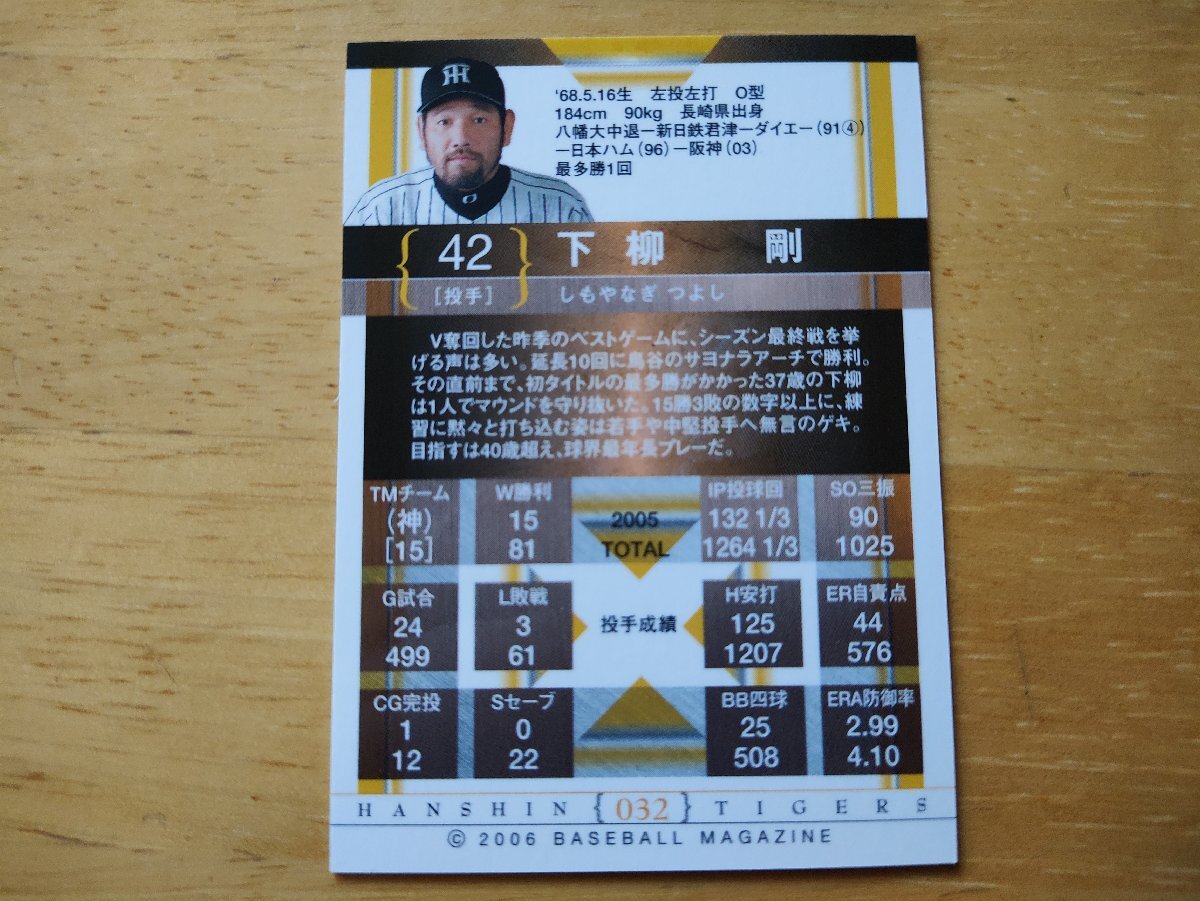 '68.5.16生 左投左打 O型
184cm 90kg 長崎県出身
八幡大中退ー新日鉄君津ーダイエー(91④)
ー日本ハム(96)ー阪神(03)
最多勝1回
42
[投手]
下柳 剛
しもやなぎ つよし
V奪回した昨季のベストゲームに、シーズン最終戦を挙
げる声は多い。延長10回に鳥谷のサヨナラアーチで勝利。
その直前まで、初タイトルの最多勝がかかった37歳の下柳
は1人でマウンドを守り抜いた。15勝3敗の数字以上に、練
習に黙々と打ち込む姿は若手や中堅投手へ無言のゲキ。
目指すは40歳超え、球界最年長プレーだ。
TMチーム W勝利 IP投球回 SO三振
(神) 15 2005 132 1/3 90
[15] 81 TOTAL 1264 1/3 1025
G試合 L敗戦 H安打 ER自責点
24 3 投手成績 125 44
499 61 1207 576
CG完投 Sセーブ BB四球 ERA防御率
1 0 25 2.99
12 22 508 4.10
HANSHIN {032} TIGERS
© 2006 BASEBALL MAGAZINE